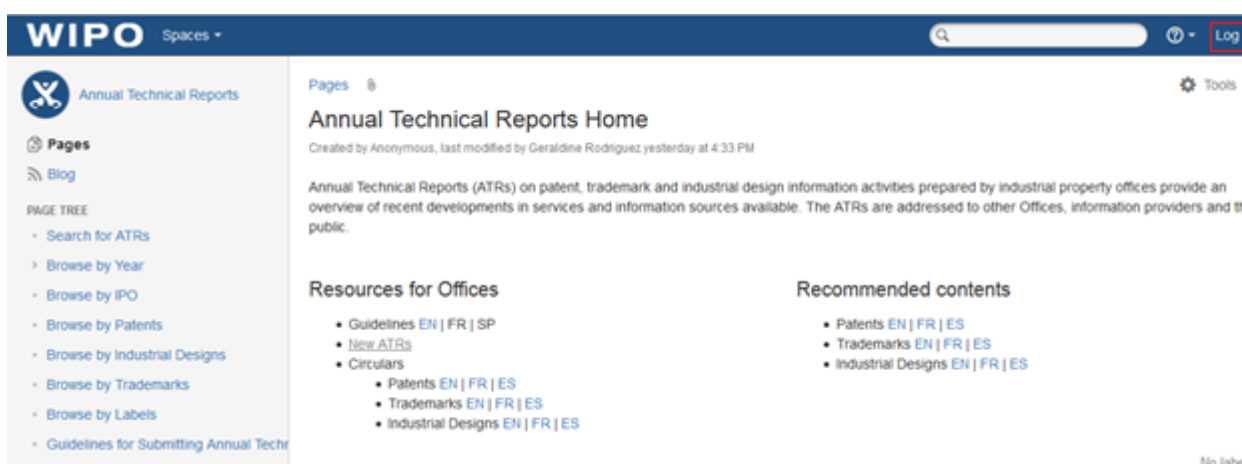 WIPO Spaces
Log
Annual Technical Reports
Pages
Blog
PAGE TREE
Search for ATRs
Browse by Year
Browse by IPO
Browse by Patents
Browse by Industrial Designs
Browse by Trademarks
Browse by Labels
Guidelines for Submitting Annual Techn
Pages
Tools
Annual Technical Reports Home
Created by Anonymous, last modified by Geraldine Rodriguez yesterday at 4:33 PM
Annual Technical Reports (ATRs) on patent, trademark and industrial design information activities prepared by industrial property offices provide an
overview of recent developments in services and information sources available. The ATRs are addressed to other Offices, information providers and th
public.
Resources for Offices
• Guidelines EN | FR | SP
• New ATRs
• Circulars
• Patents EN | FR | ES
• Trademarks EN | FR | ES
• Industrial Designs EN | FR | ES
Recommended contents
• Patents EN | FR | ES
• Trademarks EN | FR | ES
• Industrial Designs EN | FR | ES
No labe